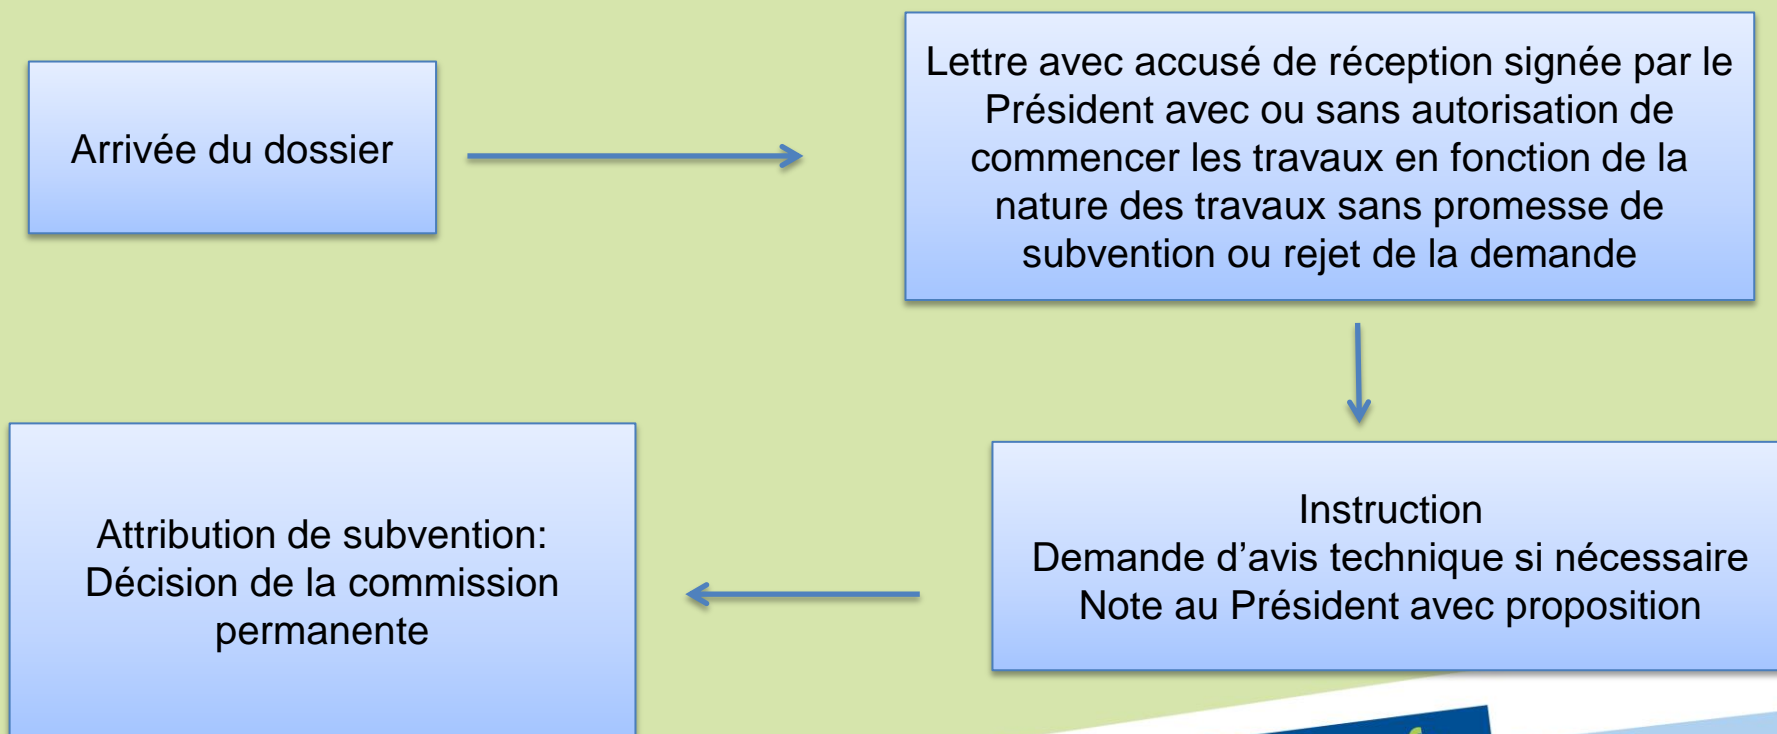 Arrivée du dossier
Lettre avec accusé de réception signée par le
Président avec ou sans autorisation de
commencer les travaux en fonction de la
nature des travaux sans promesse de
subvention ou rejet de la demande
Instruction
Demande d'avis technique si nécessaire
Note au Président avec proposition
Attribution de subvention:
Décision de la commission
permanente